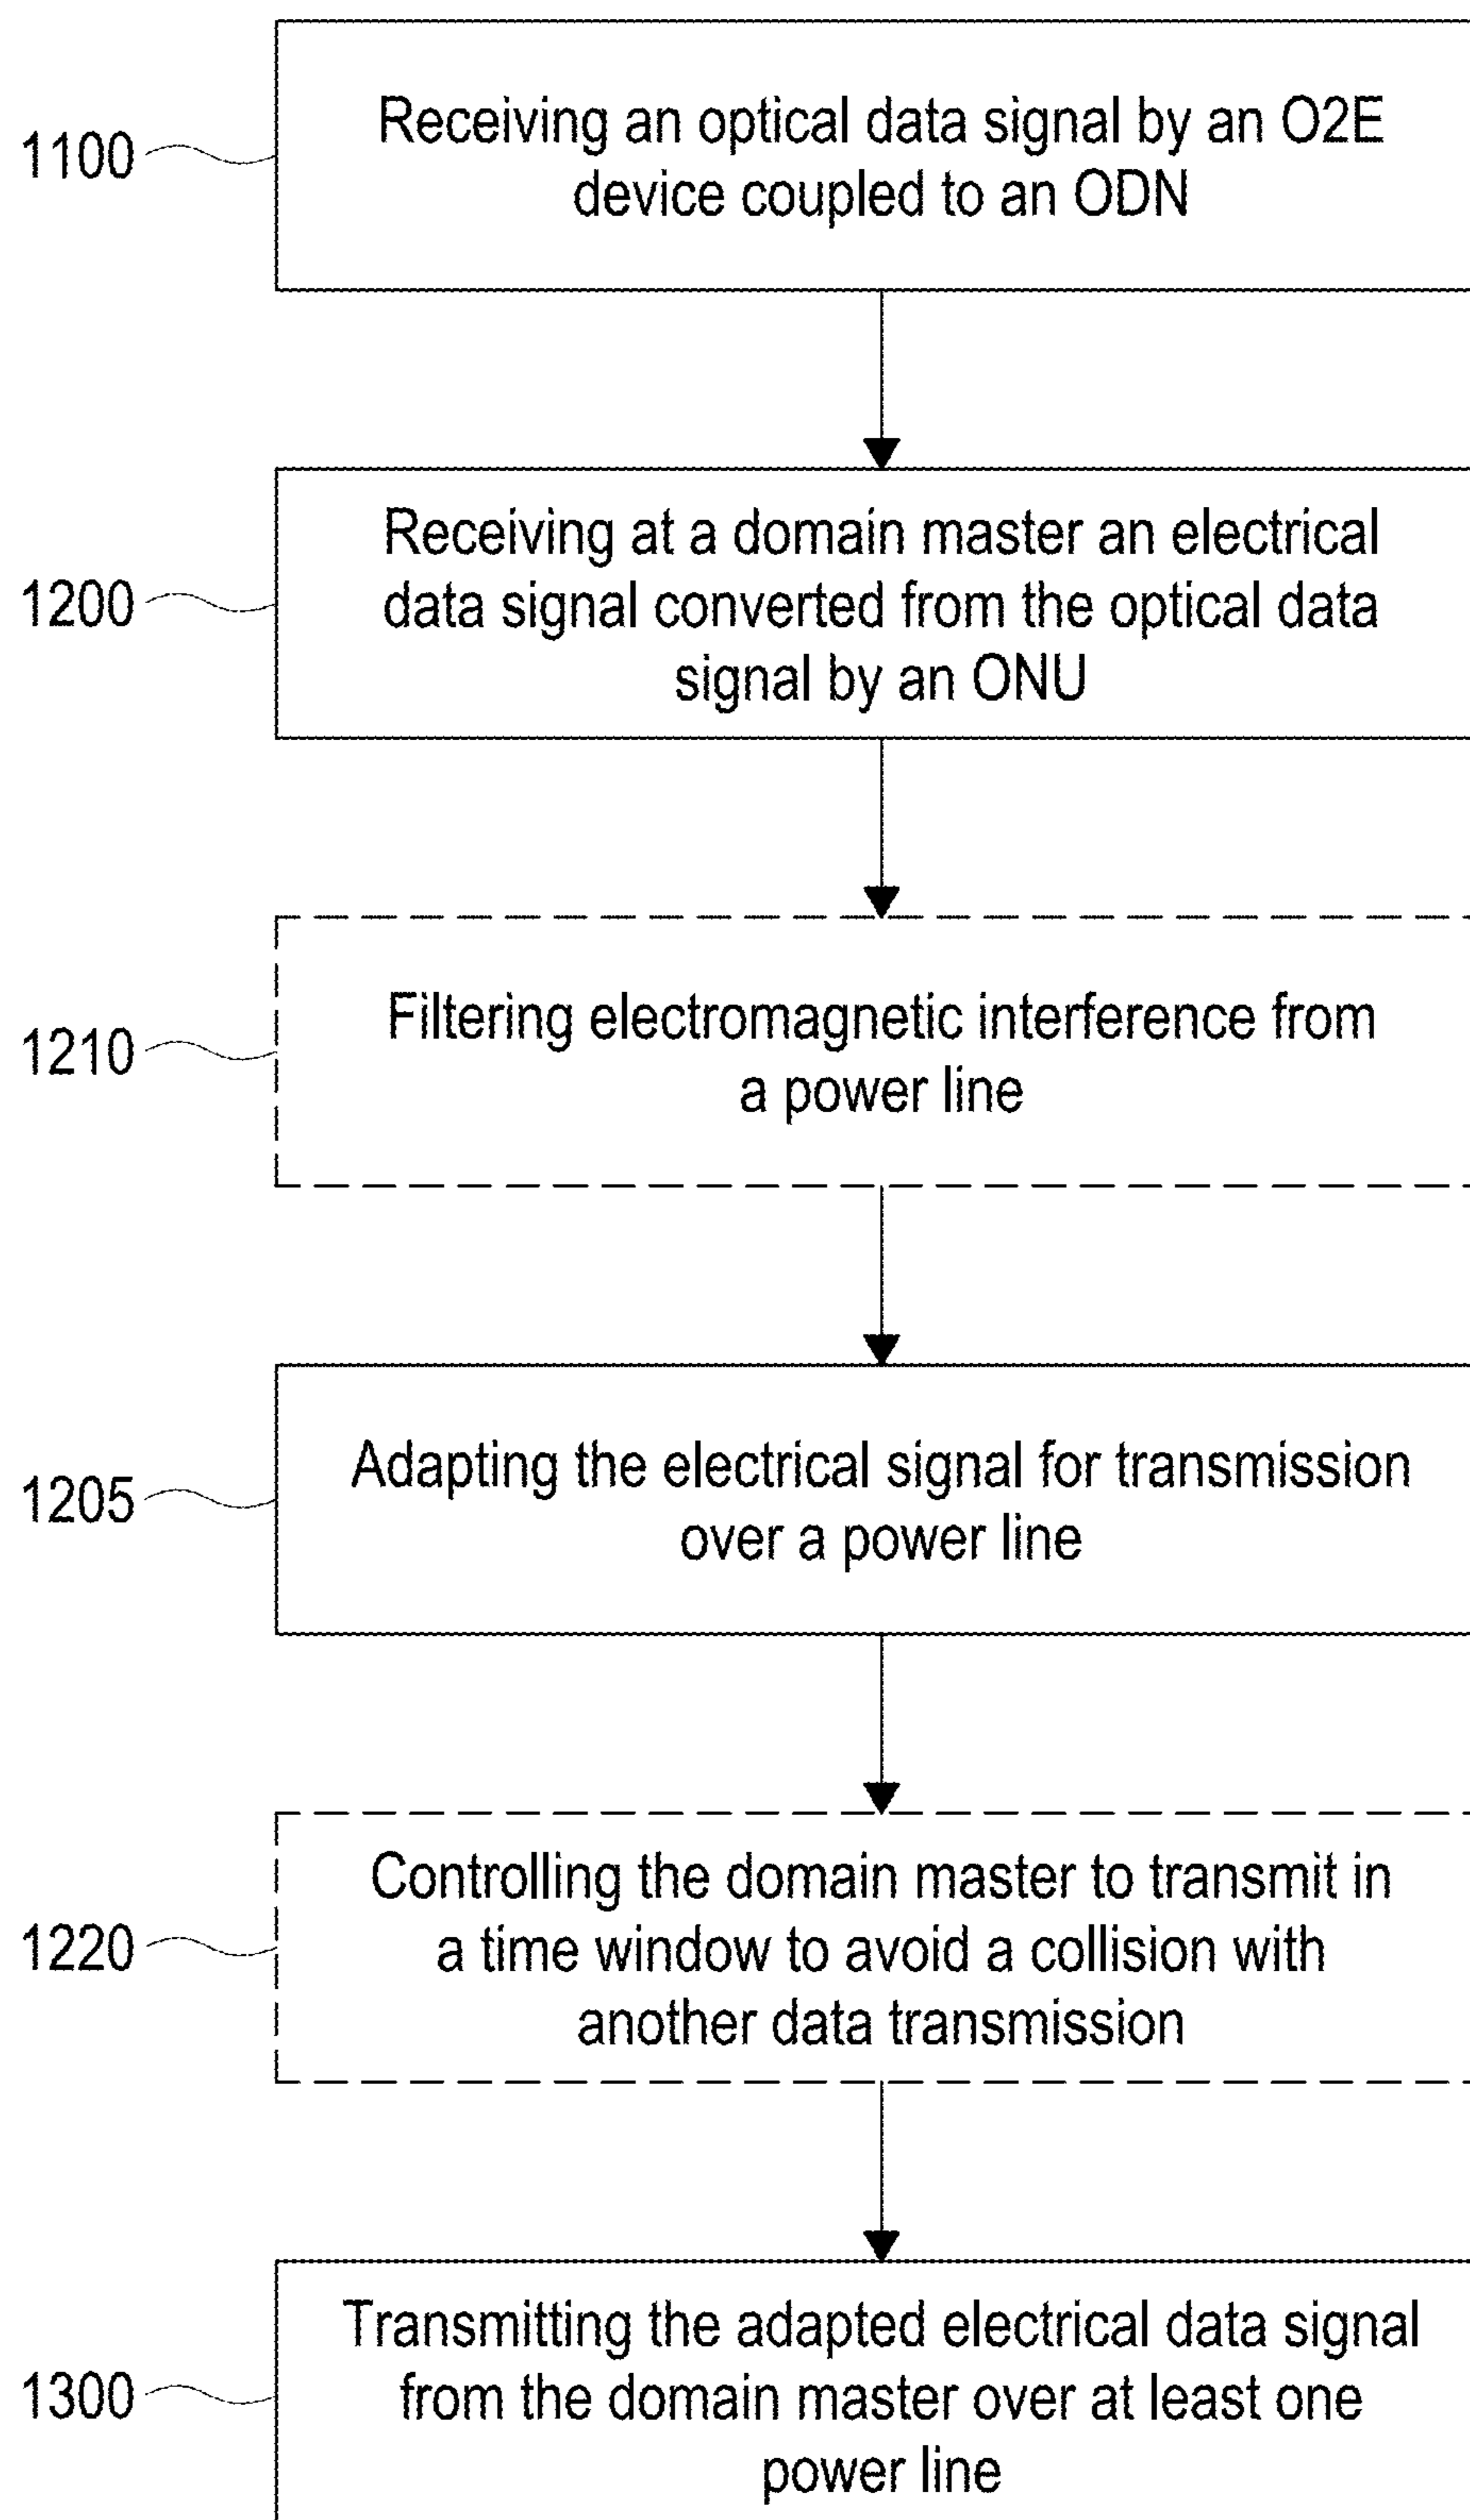 1100
Receiving an optical data signal by an O2E
device coupled to an ODN
1200
Receiving at a domain master an electrical
data signal converted from the optical data
signal by an ONU
1210
Filtering electromagnetic interference from
a power line
1205
Adapting the electrical signal for transmission
over a power line
1220
Controlling the domain master to transmit in
a time window to avoid a collision with
another data transmission
1300
Transmitting the adapted electrical data signal
from the domain master over at least one
power line